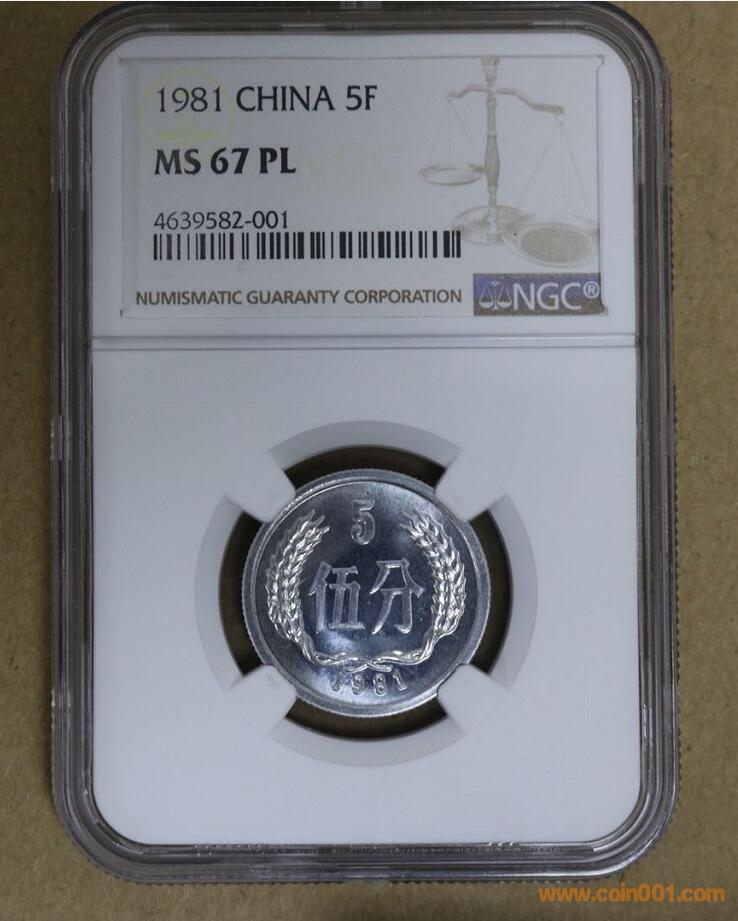 1981 CHINA 5F
MS 67 PL
NGC
4639582-001
NUMISMATIC GUARANTY CORPORATION
NGC®
5
伍分
1981
www.coin001.com